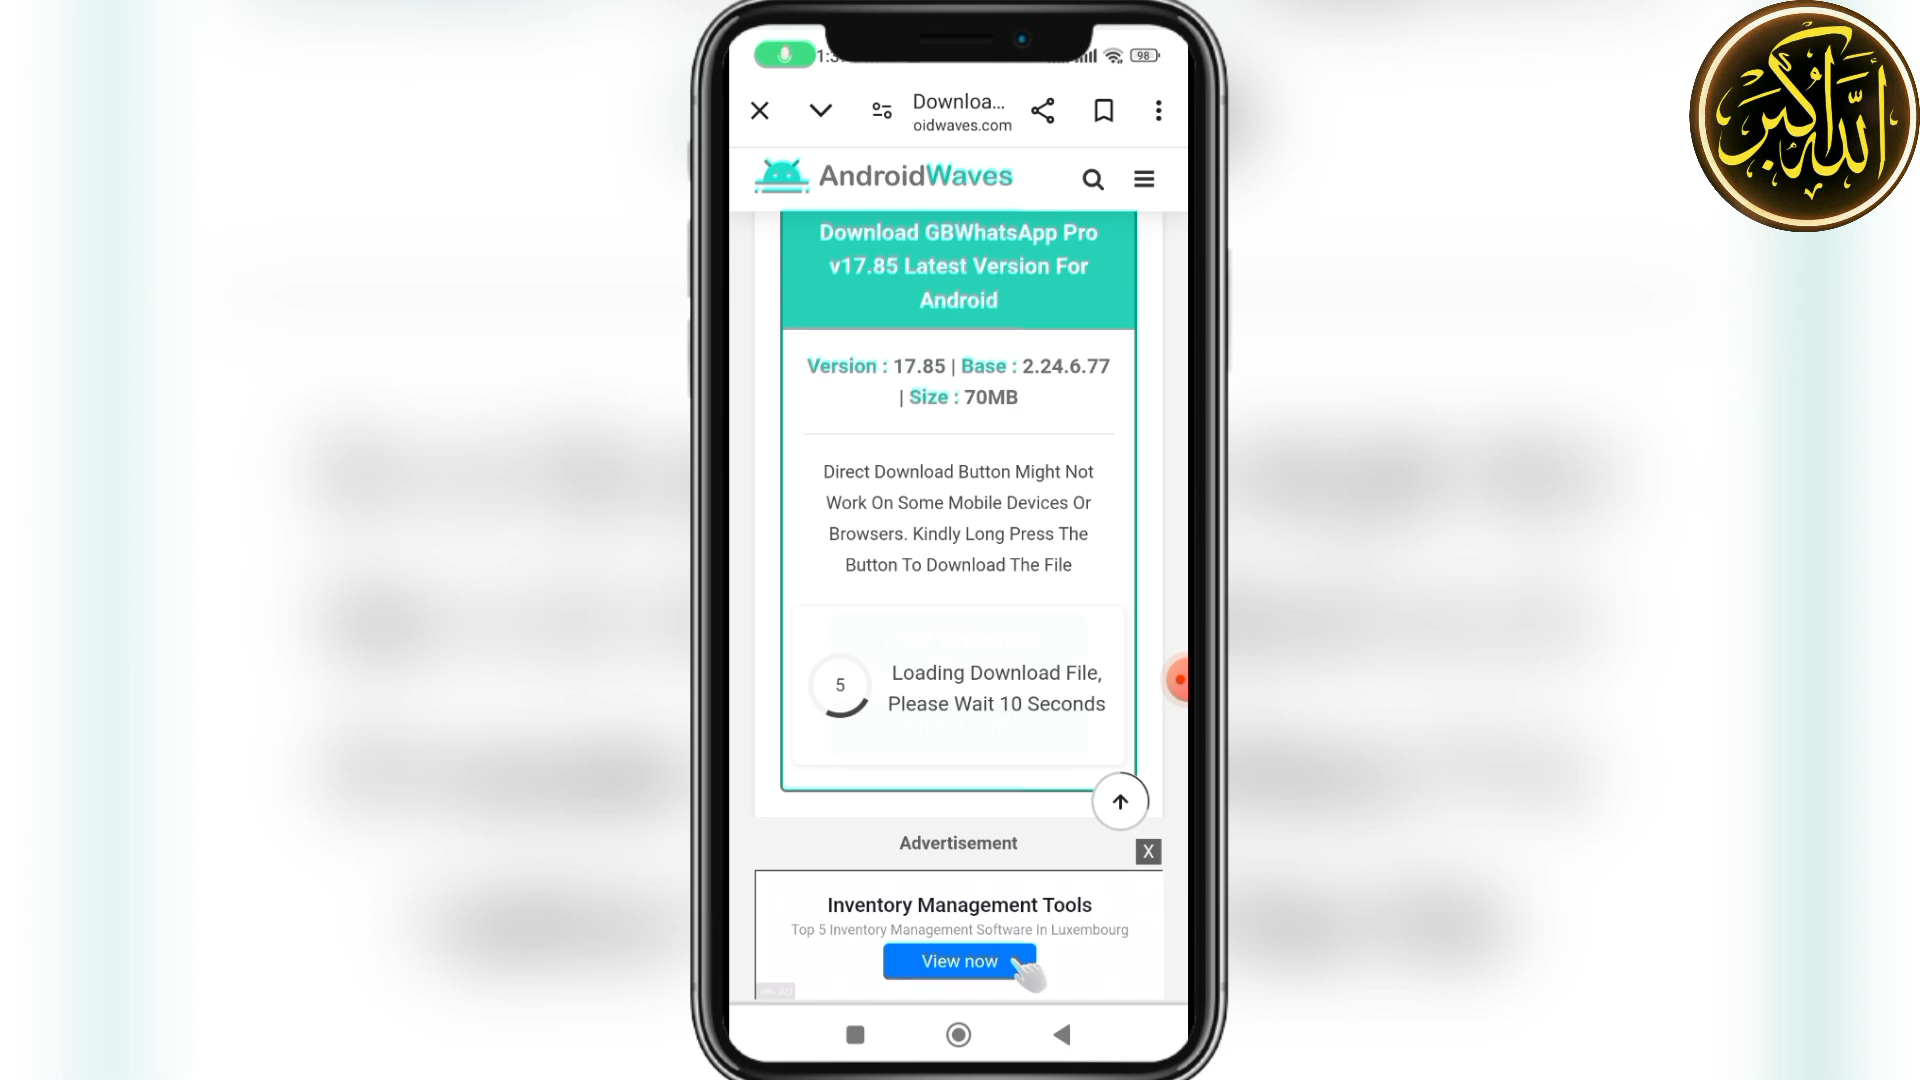 98
Downloa...
oidwaves.com
AndroidWaves
Download GBWhatsApp Pro
v17.85 Latest Version For
Android
Version : 17.85 | Base : 2.24.6.77
| Size : 70MB
Direct Download Button Might Not
Work On Some Mobile Devices Or
Browsers. Kindly Long Press The
Button To Download The File
5
Loading Download File,
Please Wait 10 Seconds
Advertisement
X
Inventory Management Tools
Top 5 Inventory Management Software In Luxembourg
View now
الله أكبر